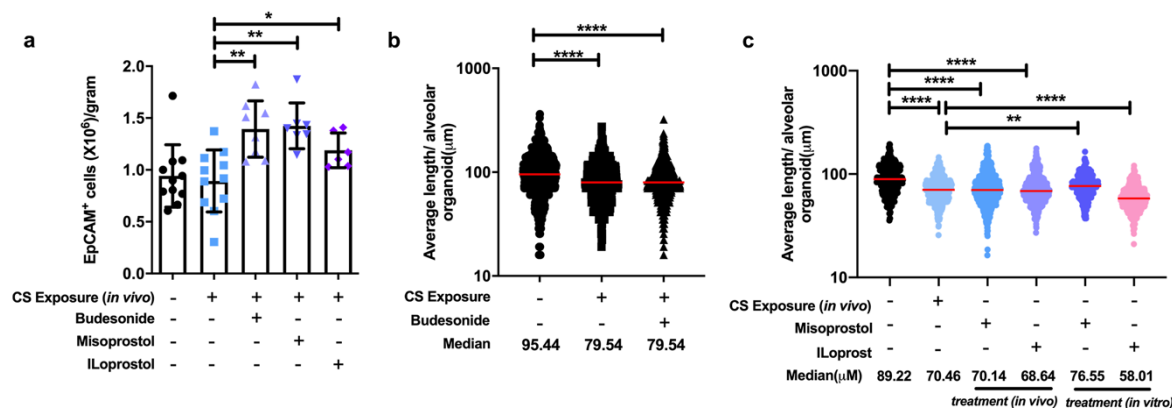 a
*
**
**
EpCAM+ cells (X10^6)/gram
2.0
1.5
1.0
0.5
0.0
CS Exposure (in vivo) - + + + +
Budesonide - - + - -
Misoprostol - - - + -
ILoprostol - - - - +
b
****
****
Average length/ alveolar
organoid(μm)
1000
100
10
CS Exposure - + +
Budesonide - - +
Median 95.44 79.54 79.54
c
****
****
****
****
**
Average length/ alveolar
organoid(μm)
1000
100
10
CS Exposure (in vivo) - +
Misoprostol - - + - + -
ILoprost - - - + - +
Median(μM) 89.22 70.46 70.14 68.64 76.55 58.01
treatment (in vivo) treatment (in vitro)